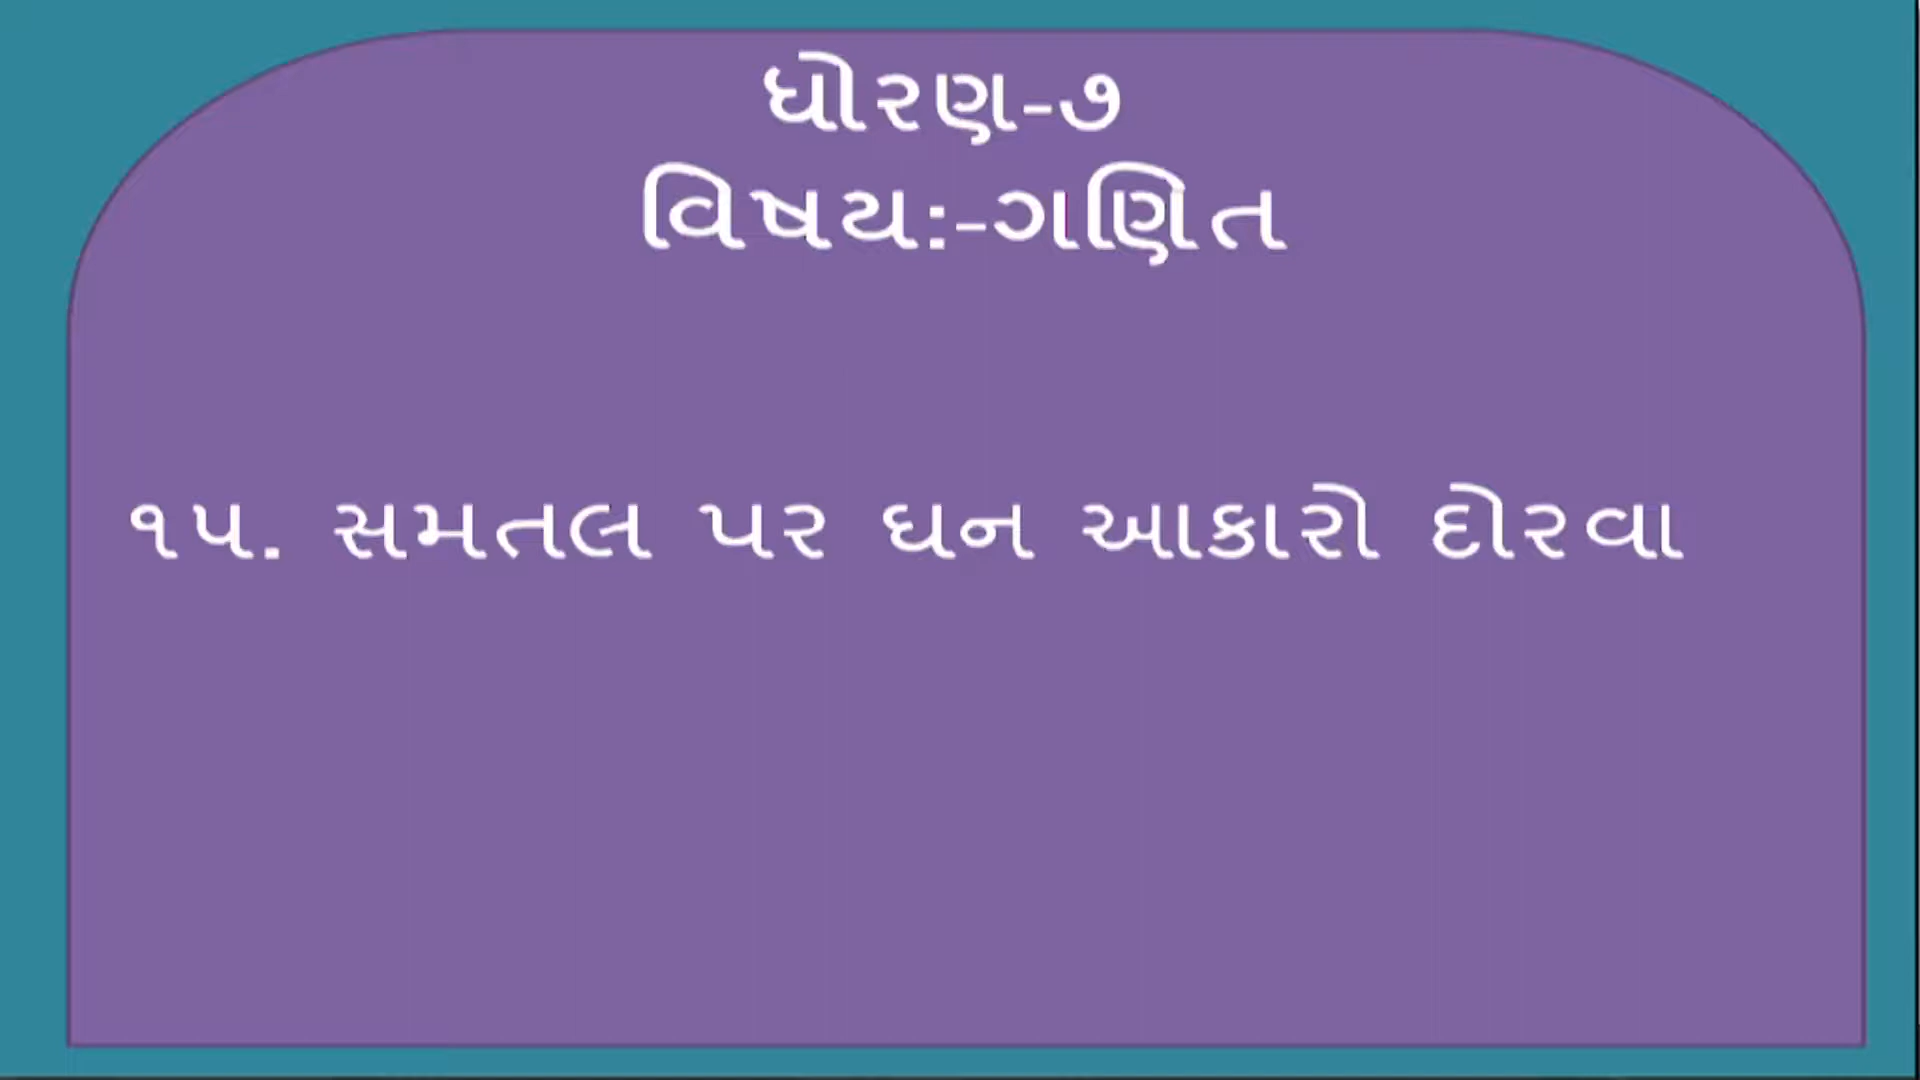 ધોરણ-૭
વિષય:-ગણિત
૧૫. સમતલ પર ઘન આકારો દોરવા